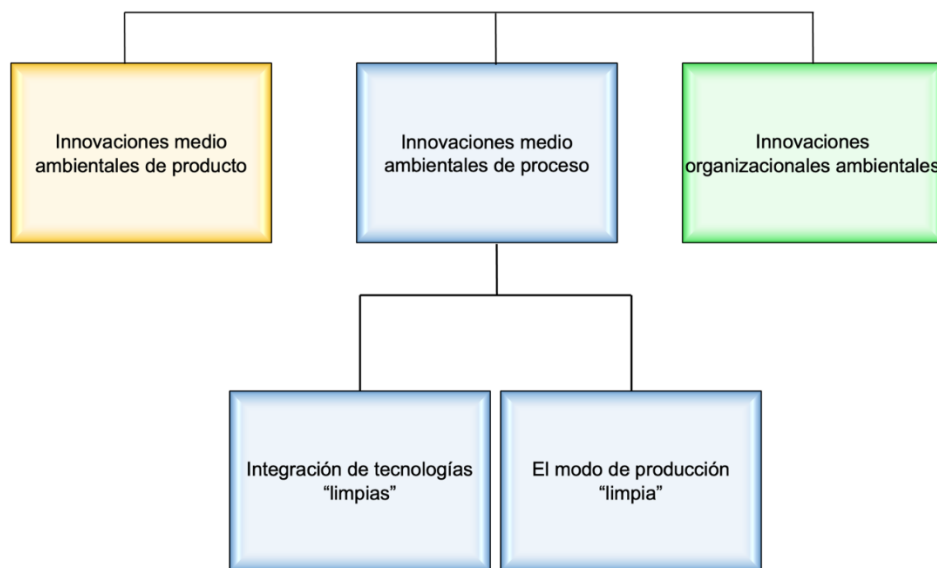 Innovaciones medio
ambientales de producto
Innovaciones medio
ambientales de proceso
Innovaciones
organizacionales ambientales
Integración de tecnologías
“limpias”
El modo de producción
“limpia”